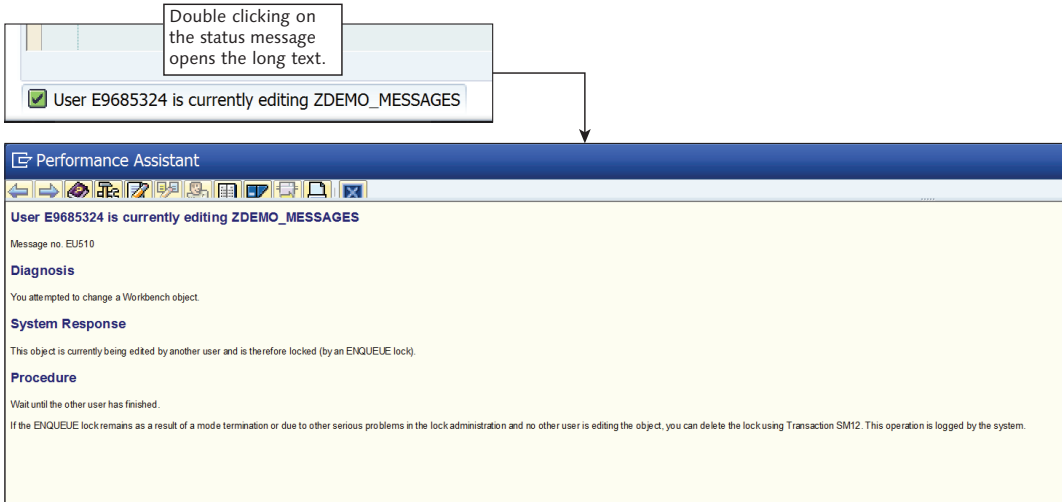 Double clicking on
the status message
opens the long text.
User E9685324 is currently editing ZDEMO_MESSAGES
Performance Assistant
User E9685324 is currently editing ZDEMO_MESSAGES
Message no. EU510
Diagnosis
You attempted to change a Workbench object.
System Response
This object is currently being edited by another user and is therefore locked (by an ENQUEUE lock).
Procedure
Wait until the other user has finished.
If the ENQUEUE lock remains as a result of a mode termination or due to other serious problems in the lock administration and no other user is editing the object, you can delete the lock using Transaction SM12. This operation is logged by the system.